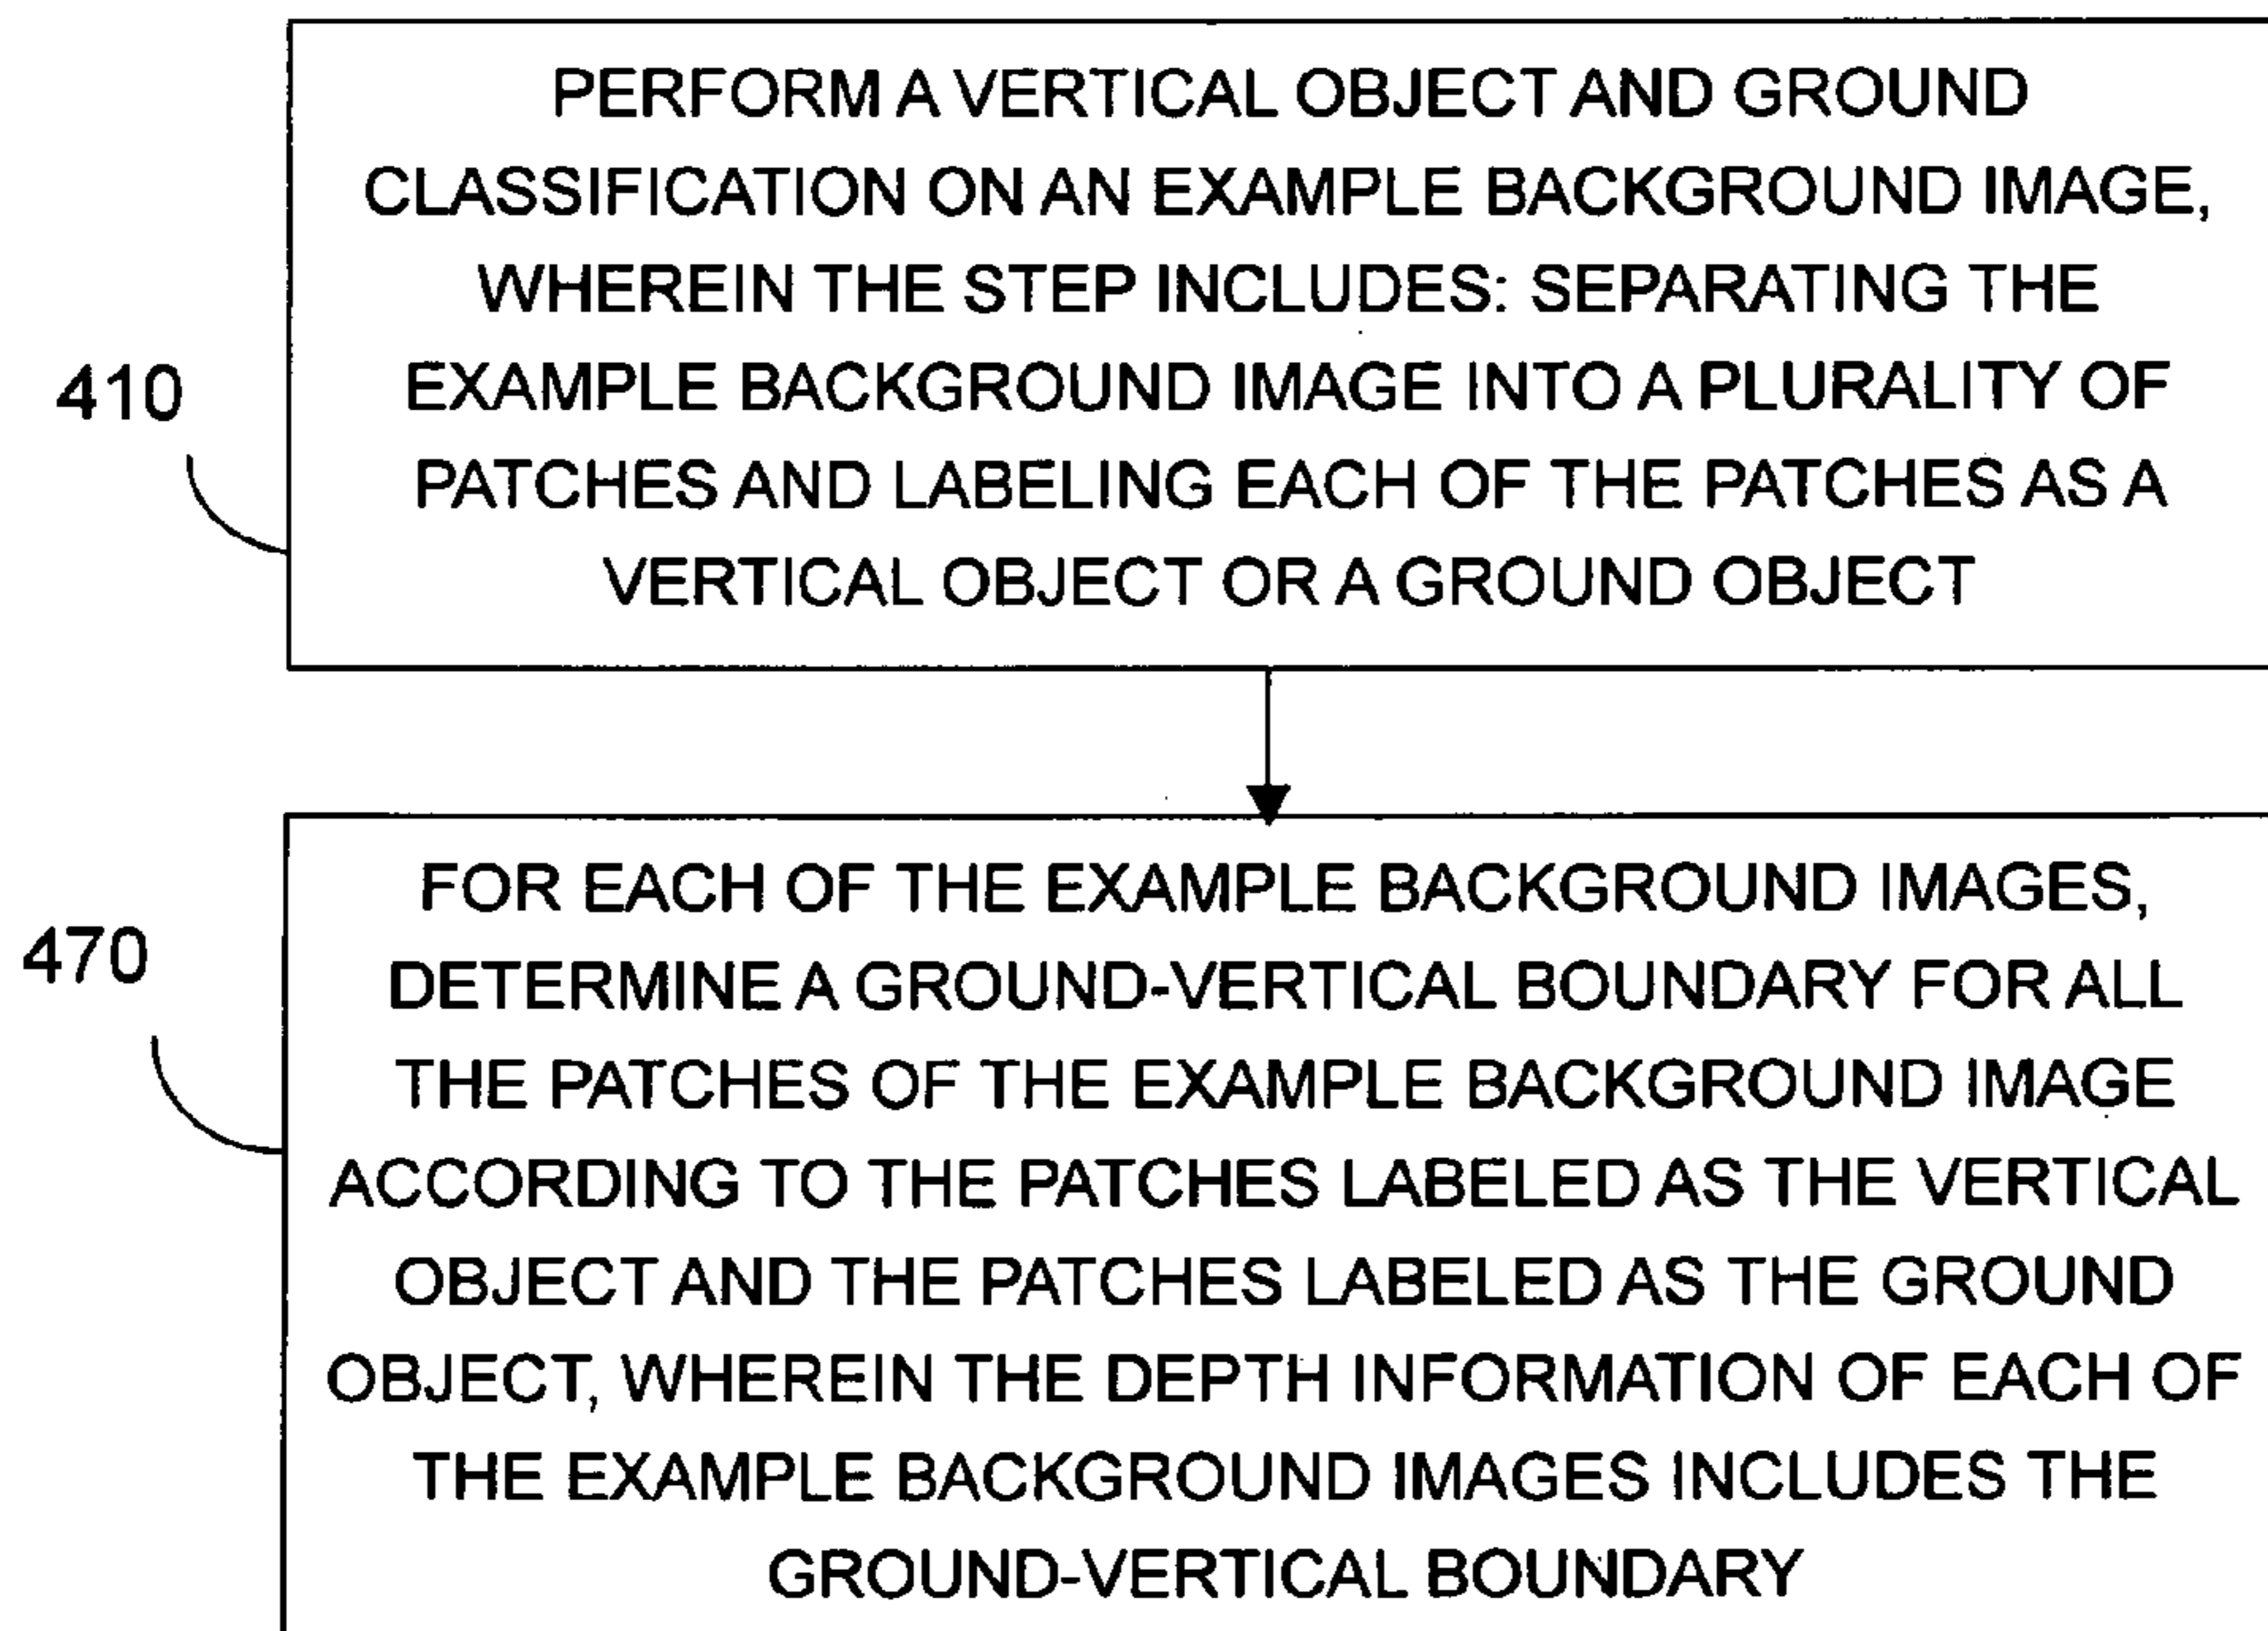 PERFORM A VERTICAL OBJECT AND GROUND
CLASSIFICATION ON AN EXAMPLE BACKGROUND IMAGE,
WHEREIN THE STEP INCLUDES: SEPARATING THE
EXAMPLE BACKGROUND IMAGE INTO A PLURALITY OF
PATCHES AND LABELING EACH OF THE PATCHES AS A
VERTICAL OBJECT OR A GROUND OBJECT
410
FOR EACH OF THE EXAMPLE BACKGROUND IMAGES,
DETERMINE A GROUND-VERTICAL BOUNDARY FOR ALL
THE PATCHES OF THE EXAMPLE BACKGROUND IMAGE
ACCORDING TO THE PATCHES LABELED AS THE VERTICAL
OBJECT AND THE PATCHES LABELED AS THE GROUND
OBJECT, WHEREIN THE DEPTH INFORMATION OF EACH OF
THE EXAMPLE BACKGROUND IMAGES INCLUDES THE
GROUND-VERTICAL BOUNDARY
470